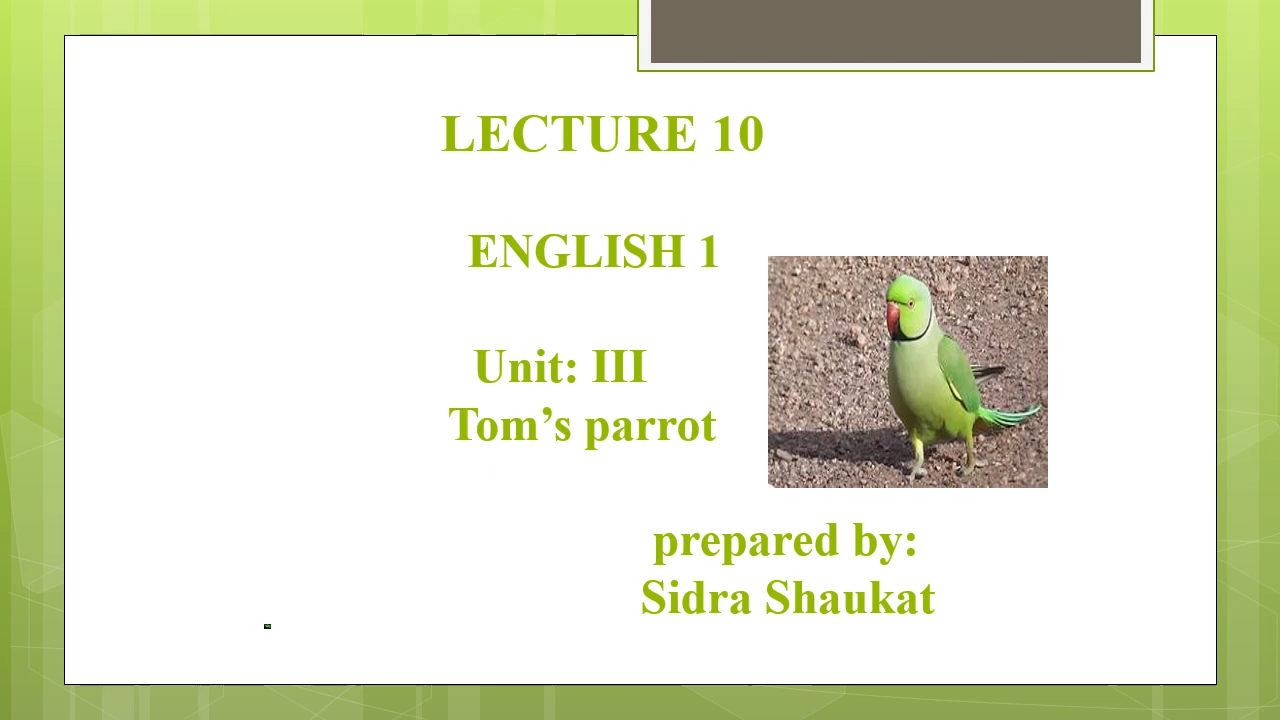 LECTURE 10
ENGLISH 1
Unit: III
Tom’s parrot
prepared by:
Sidra Shaukat